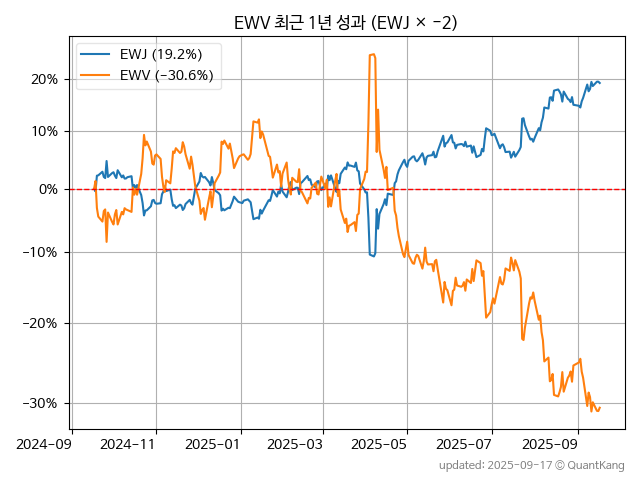 EWV 최근 1년 성과 (EWJ × −2)
EWJ (19.2%)
EWV (−30.6%)
20%
10%
0%
−10%
−20%
−30%
2024-09 2024-11 2025-01 2025-03 2025-05 2025-07 2025-09
updated: 2025-09-17 © QuantKang